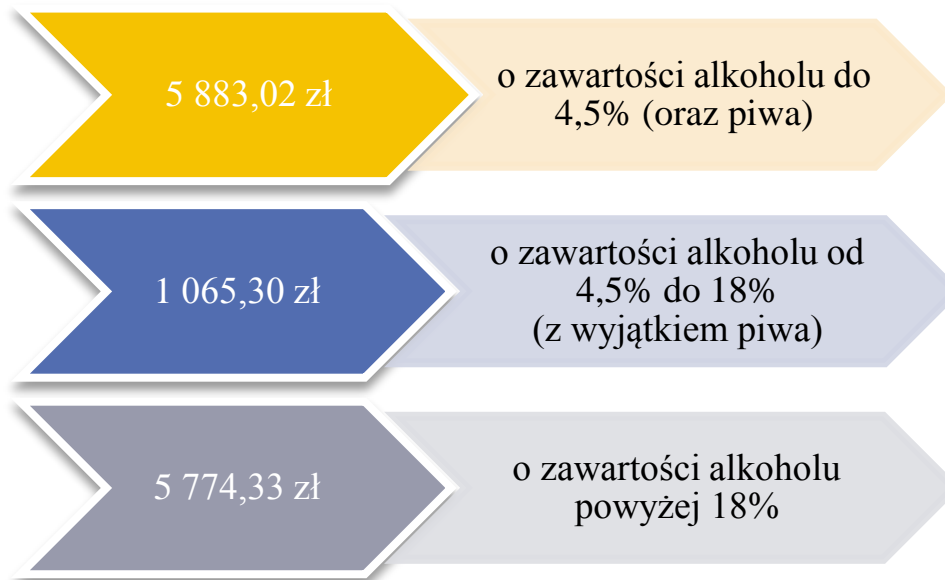 5 883,02 zł
o zawartości alkoholu do
4,5% (oraz piwa)
1 065,30 zł
o zawartości alkoholu od
4,5% do 18%
(z wyjątkiem piwa)
5 774,33 zł
o zawartości alkoholu
powyżej 18%